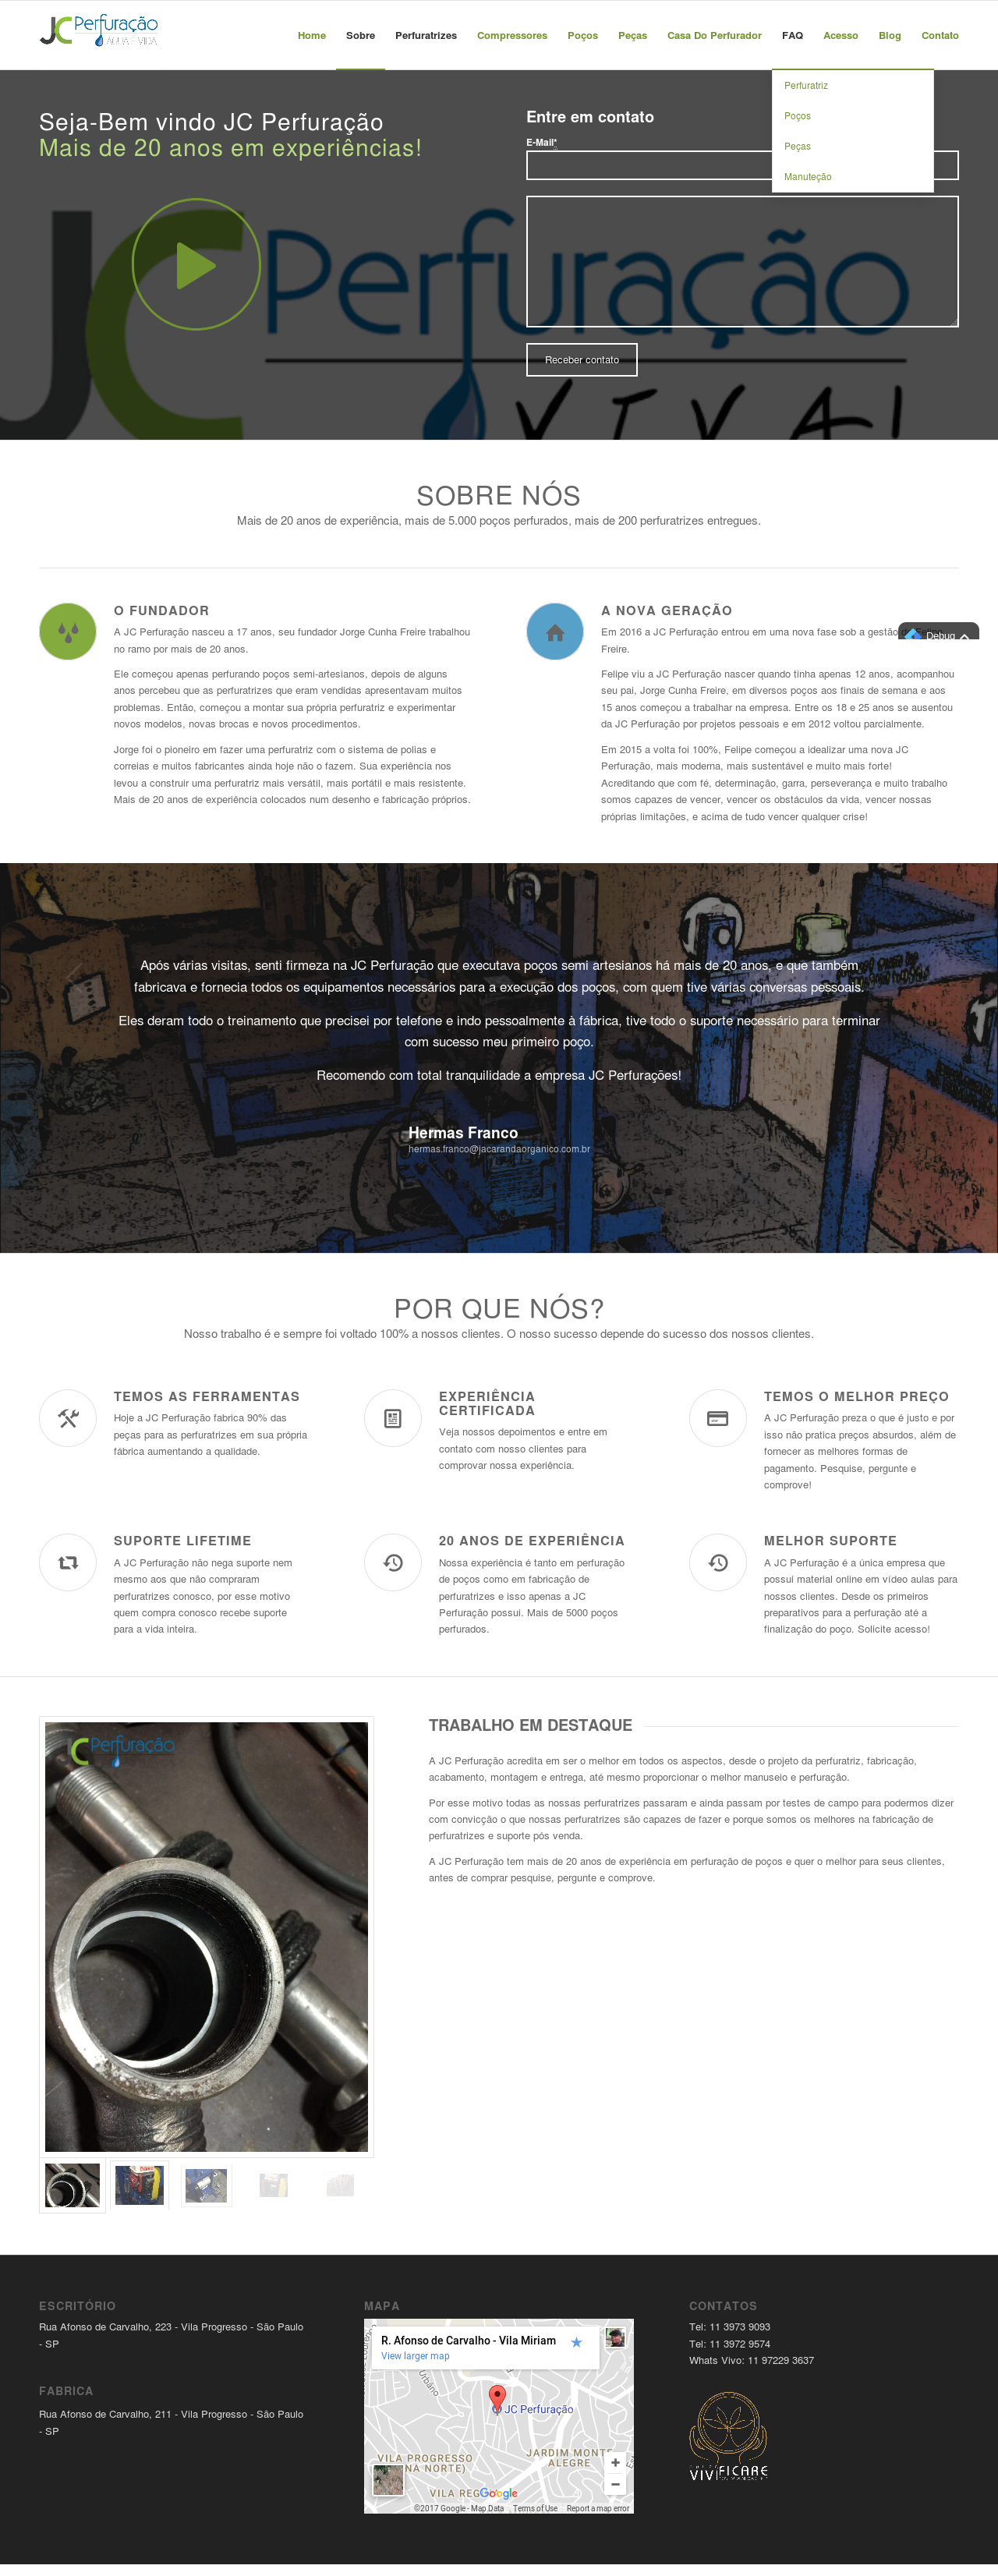 JC Perfuração
ÁGUA É VIDA
Home Sobre Perfuratrizes Compressores Poços Peças Casa Do Perfurador FAQ Acesso Blog Contato
Perfuratriz
Poços
Peças
Manuteção
Seja-Bem vindo JC Perfuração
Mais de 20 anos em experiências!
Entre em contato
E-Mail*
Receber contato
JC Perfuração
VIVA!
SOBRE NÓS
Mais de 20 anos de experiência, mais de 5.000 poços perfurados, mais de 200 perfuratrizes entregues.
O FUNDADOR
A JC Perfuração nasceu a 17 anos, seu fundador Jorge Cunha Freire trabalhou
no ramo por mais de 20 anos.
Ele começou apenas perfurando poços semi-artesianos, depois de alguns
anos percebeu que as perfuratrizes que eram vendidas apresentavam muitos
problemas. Então, começou a montar sua própria perfuratriz e experimentar
novos modelos, novas brocas e novos procedimentos.
Jorge foi o pioneiro em fazer uma perfuratriz com o sistema de polias e
correias e muitos fabricantes ainda hoje não o fazem. Sua experiência nos
levou a construir uma perfuratriz mais versátil, mais portátil e mais resistente.
Mais de 20 anos de experiência colocados num desenho e fabricação próprios.
A NOVA GERAÇÃO
Em 2016 a JC Perfuração entrou em uma nova fase sob a gestão
Freire.
Debug
Felipe viu a JC Perfuração nascer quando tinha apenas 12 anos, acompanhou
seu pai, Jorge Cunha Freire, em diversos poços aos finais de semana e aos
15 anos começou a trabalhar na empresa. Entre os 18 e 25 anos se ausentou
da JC Perfuração por projetos pessoais e em 2012 voltou parcialmente.
Em 2015 a volta foi 100%, Felipe começou a idealizar uma nova JC
Perfuração, mais moderna, mais sustentável e muito mais forte!
Acreditando que com fé, determinação, garra, perseverança e muito trabalho
somos capazes de vencer, vencer os obstáculos da vida, vencer nossas
próprias limitações, e acima de tudo vencer qualquer crise!
Após várias visitas, senti firmeza na JC Perfuração que executava poços semi artesianos há mais de 20 anos, e que também
fabricava e fornecia todos os equipamentos necessários para a execução dos poços, com quem tive várias conversas pessoais.
Eles deram todo o treinamento que precisei por telefone e indo pessoalmente à fábrica, tive todo o suporte necessário para terminar
com sucesso meu primeiro poço.
Recomendo com total tranquilidade a empresa JC Perfurações!
Hermas Franco
hermas.franco@jacarandaorganico.com.br
POR QUE NÓS?
Nosso trabalho é e sempre foi voltado 100% a nossos clientes. O nosso sucesso depende do sucesso dos nossos clientes.
TEMOS AS FERRAMENTAS
Hoje a JC Perfuração fabrica 90% das
peças para as perfuratrizes em sua própria
fábrica aumentando a qualidade.
EXPERIÊNCIA
CERTIFICADA
Veja nossos depoimentos e entre em
contato com nosso clientes para
comprovar nossa experiência.
TEMOS O MELHOR PREÇO
A JC Perfuração preza o que é justo e por
isso não pratica preços absurdos, além de
fornecer as melhores formas de
pagamento. Pesquise, pergunte e
comprove!
SUPORTE LIFETIME
A JC Perfuração não nega suporte nem
mesmo aos que não compraram
perfuratrizes conosco, por esse motivo
quem compra conosco recebe suporte
para a vida inteira.
20 ANOS DE EXPERIÊNCIA
Nossa experiência é tanto em perfuração
de poços como em fabricação de
perfuratrizes e isso apenas a JC
Perfuração possui. Mais de 5000 poços
perfurados.
MELHOR SUPORTE
A JC Perfuração é a única empresa que
possui material online em vídeo aulas para
nossos clientes. Desde os primeiros
preparativos para a perfuração até a
finalização do poço. Solicite acesso!
JC Perfuração
TRABALHO EM DESTAQUE
A JC Perfuração acredita em ser o melhor em todos os aspectos, desde o projeto da perfuratriz, fabricação,
acabamento, montagem e entrega, até mesmo proporcionar o melhor manuseio e perfuração.
Por esse motivo todas as nossas perfuratrizes passaram e ainda passam por testes de campo para podermos dizer
com convicção o que nossas perfuratrizes são capazes de fazer e porque somos os melhores na fabricação de
perfuratrizes e suporte pós venda.
A JC Perfuração tem mais de 20 anos de experiência em perfuração de poços e quer o melhor para seus clientes,
antes de comprar pesquise, pergunte e comprove.
ESCRITÓRIO
Rua Afonso de Carvalho, 223 - Vila Progresso - São Paulo
- SP
FABRICA
Rua Afonso de Carvalho, 211 - Vila Progresso - São Paulo
- SP
MAPA
R. Afonso de Carvalho - Vila Miriam
View larger map
Urbano
JC Perfuração
VILA PROGRESSO
(ZONA NORTE)
JARDIM MONTE
ALEGRE
VILA REG
Google
©2017 Google - Map Data Terms of Use Report a map error
CONTATOS
Tel: 11 3973 9093
Tel: 11 3972 9574
Whats Vivo: 11 97229 3637
VIVIFICARE